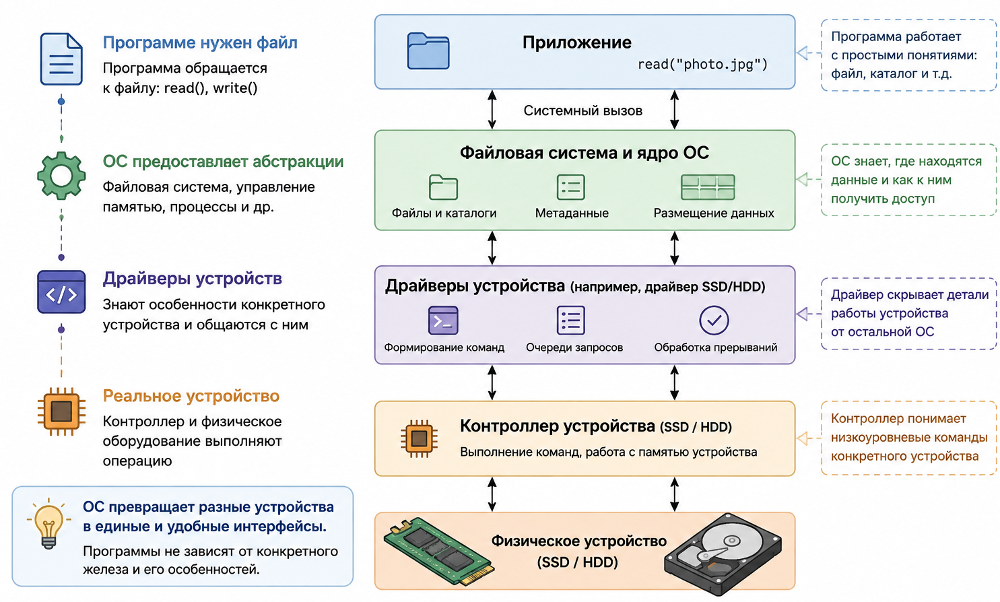 Программе нужен файл
Программа обращается
к файлу: read(), write()
ОС предоставляет абстракции
Файловая система, управление
памятью, процессы и др.
Драйверы устройств
Знают особенности конкретного
устройства и общаются с ним
Реальное устройство
Контроллер и физическое
оборудование выполняют
операцию
ОС превращает разные устройства
в единые и удобные интерфейсы.
Программы не зависят от конкретного
железа и его особенностей.
Приложение
read("photo.jpg")
Системный вызов
Файловая система и ядро ОС
Файлы и каталоги
Метаданные
Размещение данных
Драйверы устройства (например, драйвер SSD/HDD)
</>
>_
Формирование команд
Очереди запросов
Обработка прерываний
Контроллер устройства (SSD / HDD)
Выполнение команд, работа с памятью устройства
Физическое устройство
(SSD / HDD)
Программа работает
с простыми понятиями:
файл, каталог и т.д.
ОС знает, где находятся
данные и как к ним
получить доступ
Драйвер скрывает детали
работы устройства
от остальной ОС
Контроллер понимает
низкоуровневые команды
конкретного устройства